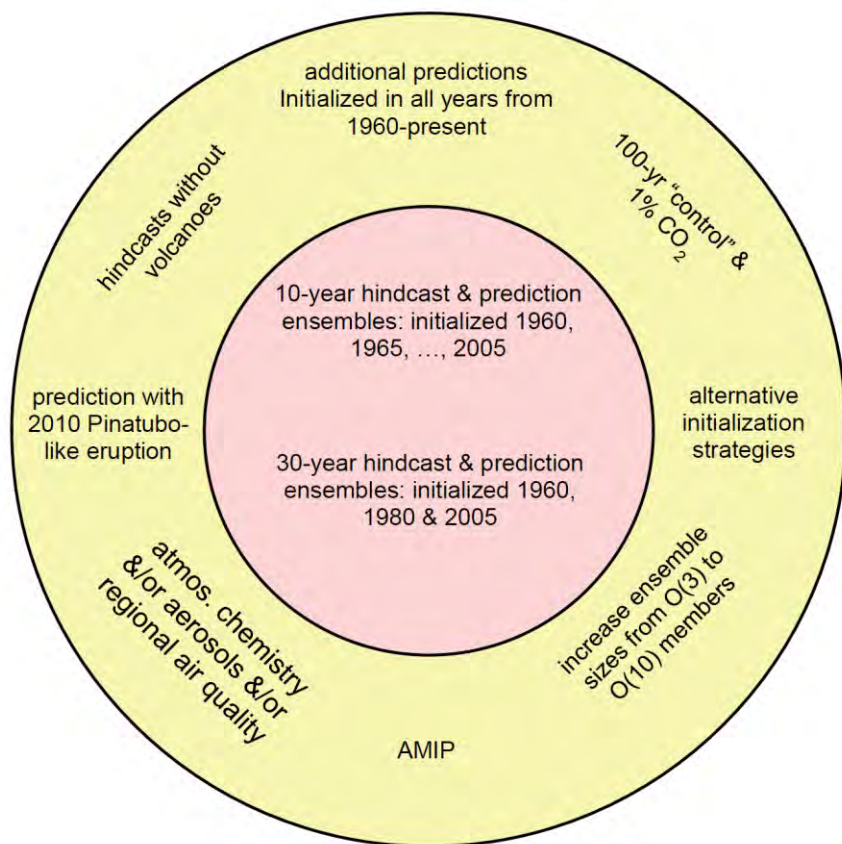 additional predictions
Initialized in all years from
1960-present
hindcasts without
volcanoes
100-yr “control” &
1% CO2
10-year hindcast & prediction
ensembles: initialized 1960,
1965, …, 2005
prediction with
2010 Pinatubo-
like eruption
alternative
initialization
strategies
30-year hindcast & prediction
ensembles: initialized 1960,
1980 & 2005
atmos. chemistry
&/or aerosols &/or
regional air quality
increase ensemble
sizes from O(3) to
O(10) members
AMIP